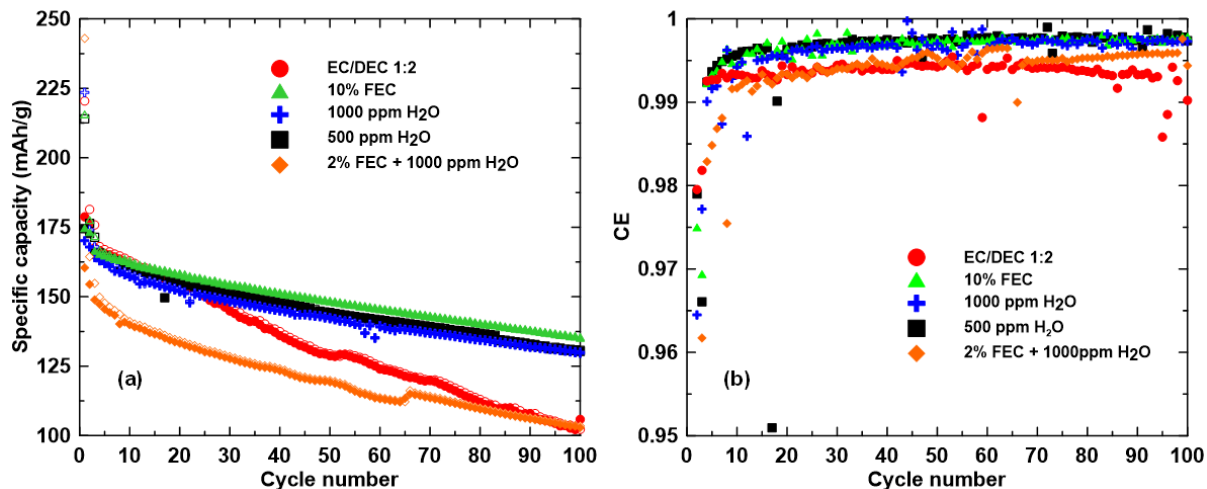 250
225
200
175
150
125
100
Specific capacity (mAh/g)
EC/DEC 1:2
10% FEC
1000 ppm H2O
500 ppm H2O
2% FEC + 1000 ppm H2O
(a)
0 10 20 30 40 50 60 70 80 90 100
Cycle number
1
0.99
0.98
0.97
0.96
0.95
CE
EC/DEC 1:2
10% FEC
1000 ppm H2O
500 ppm H₂O
2% FEC + 1000ppm H2O
(b)
0 10 20 30 40 50 60 70 80 90 100
Cycle number